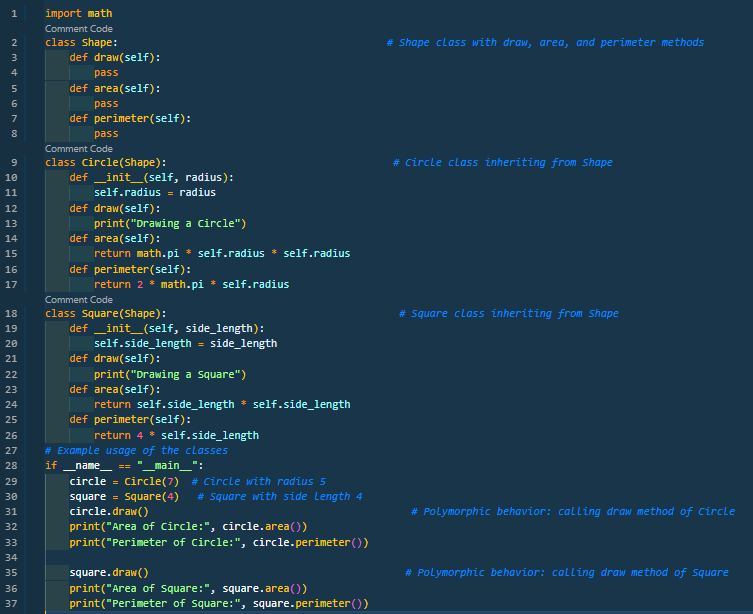 1 import math
Comment Code
2 class Shape: # Shape class with draw, area, and perimeter methods
3 def draw(self):
4 pass
5 def area(self):
6 pass
7 def perimeter(self):
8 pass
Comment Code
9 class Circle(Shape): # Circle class inheriting from Shape
10 def __init__(self, radius):
11 self.radius = radius
12 def draw(self):
13 print("Drawing a Circle")
14 def area(self):
15 return math.pi * self.radius * self.radius
16 def perimeter(self):
17 return 2 * math.pi * self.radius
Comment Code
18 class Square(Shape): # Square class inheriting from Shape
19 def __init__(self, side_length):
20 self.side_length = side_length
21 def draw(self):
22 print("Drawing a Square")
23 def area(self):
24 return self.side_length * self.side_length
25 def perimeter(self):
26 return 4 * self.side_length
27 # Example usage of the classes
28 if __name__ == "__main__":
29 circle = Circle(7) # Circle with radius 5
30 square = Square(4) # Square with side length 4
31 circle.draw() # Polymorphic behavior: calling draw method of Circle
32 print("Area of Circle:", circle.area())
33 print("Perimeter of Circle:", circle.perimeter())
34
35 square.draw() # Polymorphic behavior: calling draw method of Square
36 print("Area of Square:", square.area())
37 print("Perimeter of Square:", square.perimeter())